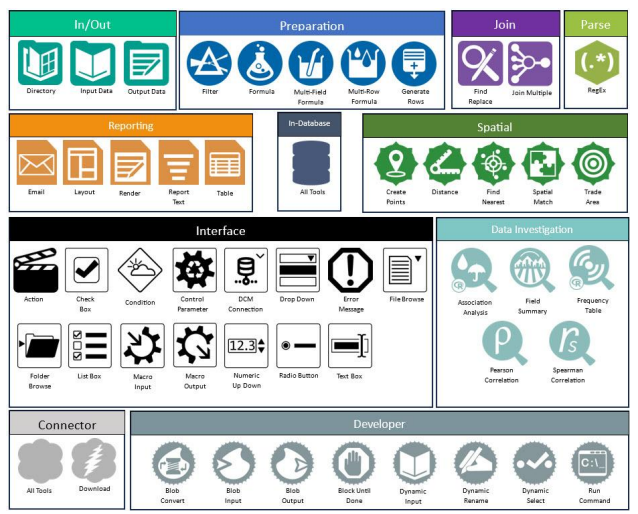 In/Out
Directory
Input Data
Output Data
Preparation
Filter
Formula
Multi-Field
Formula
Multi-Row
Formula
Generate
Rows
Join
Find
Replace
Join Multiple
Parse
(.*)
RegEx
Reporting
Email
Layout
Render
Report
Text
Table
In-Database
All Tools
Spatial
Create
Points
Distance
Find
Nearest
Spatial
Match
Trade
Area
Interface
Action
Check
Box
Condition
Control
Parameter
DCM
Connection
Drop Down
Error
Message
File Browse
Folder
Browse
List Box
Macro
Input
Macro
Output
12.3
Numeric
Up Down
Radio Button
Text Box
Data Investigation
R
Association
Analysis
Field
Summary
R
Frequency
Table
ρ
Pearson
Correlation
rs
Spearman
Correlation
Connector
All Tools
Download
Developer
Blob
Convert
Blob
Input
Blob
Output
Block Until
Done
Dynamic
Input
Dynamic
Rename
Dynamic
Select
C:\_
Run
Command